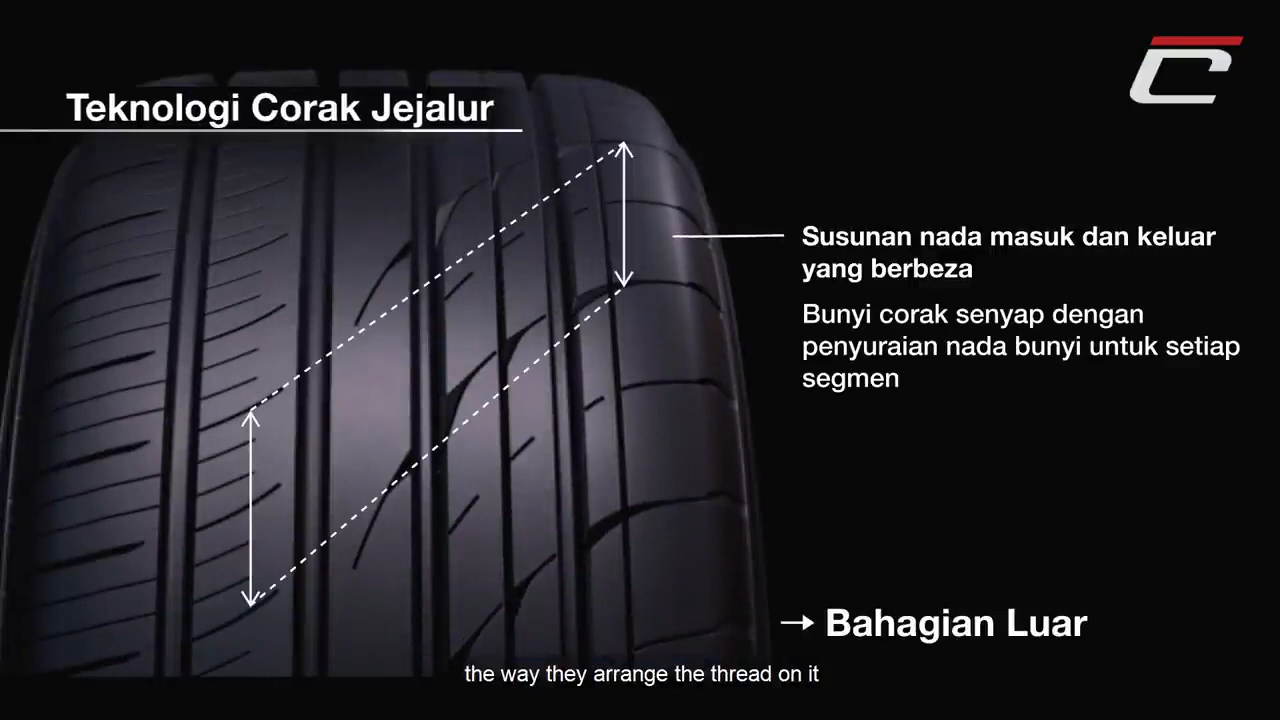 Teknologi Corak Jejalur
Susunan nada masuk dan keluar
yang berbeza
Bunyi corak senyap dengan
penyuraian nada bunyi untuk setiap
segmen
Bahagian Luar
the way they arrange the thread on it